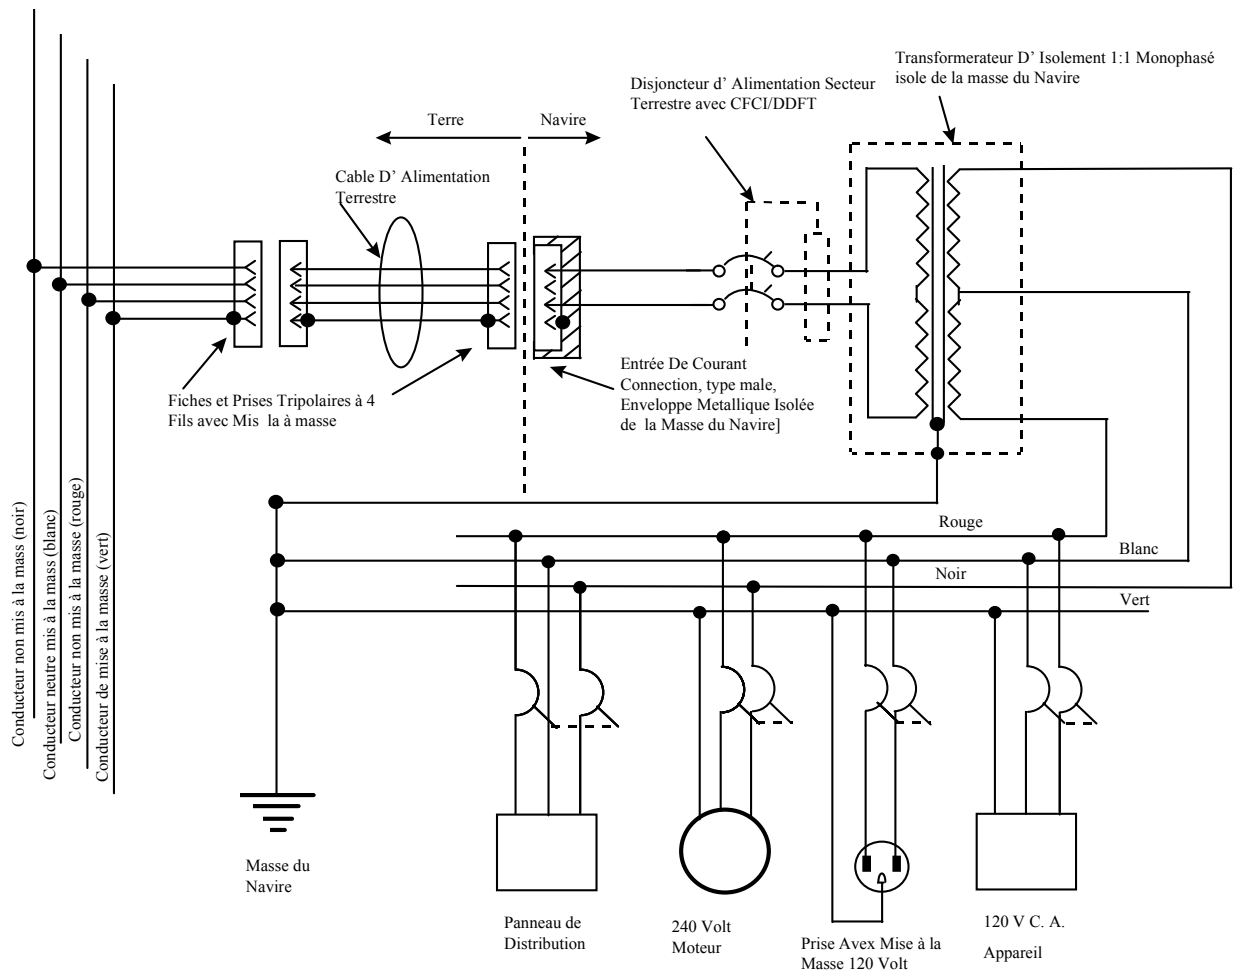 Transformerateur D’ Isolement 1:1 Monophasé
isole de la masse du Navire
Disjoncteur d’ Alimentation Secteur
Terrestre avec CFCI/DDFT
Terre
Navire
Cable D’ Alimentation
Terrestre
Fiches et Prises Tripolaires à 4
Fils avec Mis la à masse
Entrée De Courant
Connection, type male,
Enveloppe Metallique Isolée
de la Masse du Navire]
Conducteur non mis à la mass (noir)
Conducteur neutre mis à la mass (blanc)
Conducteur non mis à la masse (rouge)
Conducteur de mise à la masse (vert)
Rouge
Blanc
Noir
Vert
Masse du
Navire
Panneau de
Distribution
240 Volt
Moteur
Prise Avex Mise à la
Masse 120 Volt
120 V C. A.
Appareil